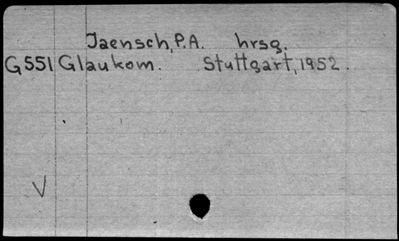 Jaensch, P.A. hrsg.
G551 Glaukom. Stuttgart, 1952.
V